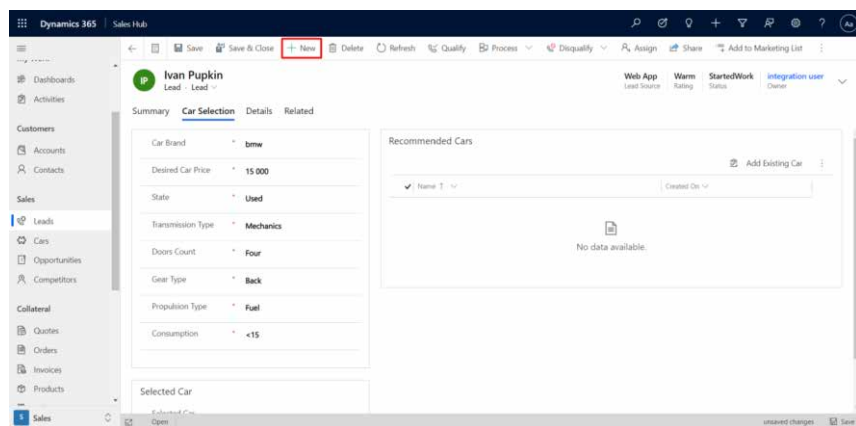 Dynamics 365 Sales Hub Aa
Save Save & Close New Delete Refresh Qualify Process Disqualify Assign Share Add to Marketing List
IP Ivan Pupkin
Lead · Lead
Web App Warm StartedWork integration user
Lead Source Rating Status Owner
Summary Car Selection Details Related
Dashboards
Activities
Customers
Accounts
Contacts
Sales
Leads
Cars
Opportunities
Competitors
Collateral
Quotes
Orders
Invoices
Products
S Sales
Car Brand * bmw
Desired Car Price * 15 000
State * Used
Transmission Type * Mechanics
Doors Count * Four
Gear Type * Back
Propulsion Type * Fuel
Consumption * <15
Selected Car
Recommended Cars
Add Existing Car
Name ↑ Created On
No data available.
Open unsaved changes Save